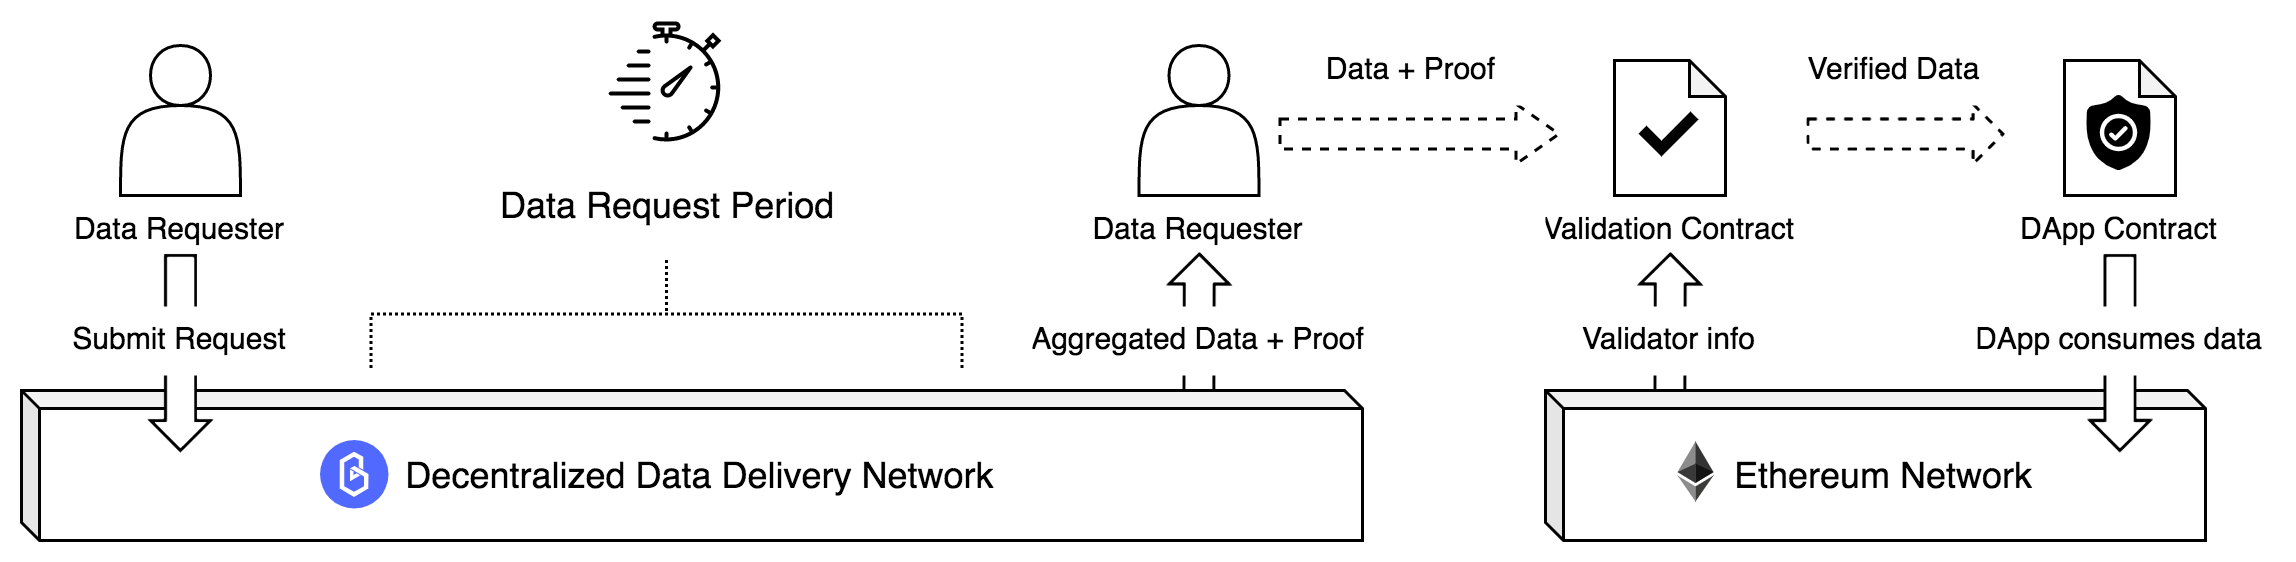 Data + Proof
Verified Data
Data Request Period
Data Requester
Data Requester
Validation Contract
DApp Contract
Submit Request
Aggregated Data + Proof
Validator info
DApp consumes data
Decentralized Data Delivery Network
Ethereum Network